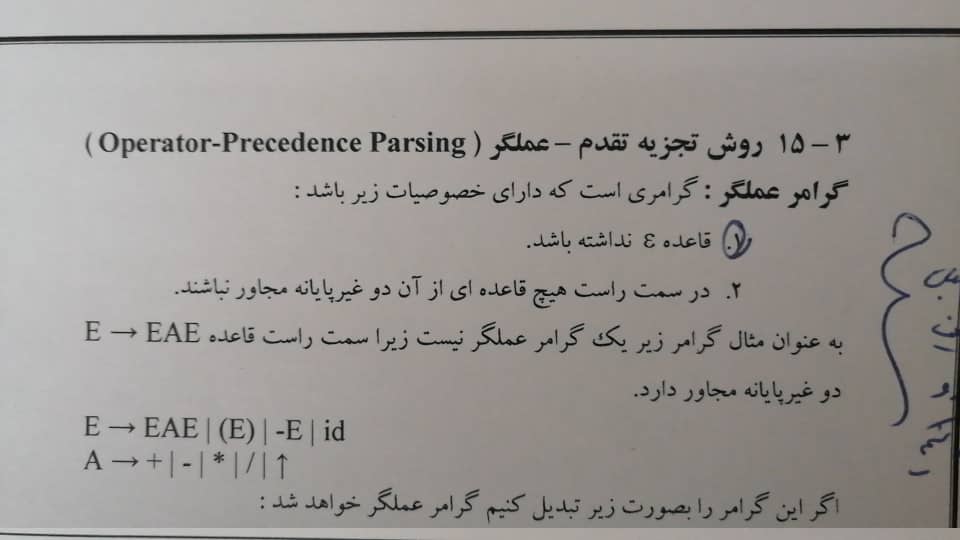 ۳ – ۱۵ روش تجزیه تقدم – عملگر ( Operator-Precedence Parsing )
گرامر عملگر : گرامری است که دارای خصوصیات زیر باشد :
۱. قاعده ε نداشته باشد.
۲. در سمت راست هیچ قاعده ای از آن دو غیرپایانه مجاور نباشند.
به عنوان مثال گرامر زیر یک گرامر عملگر نیست زیرا سمت راست قاعده E → EAE
دو غیرپایانه مجاور دارد.
E → EAE | (E) | -E | id
A → + | - | * | / | ↑
اگر این گرامر را بصورت زیر تبدیل کنیم گرامر عملگر خواهد شد :